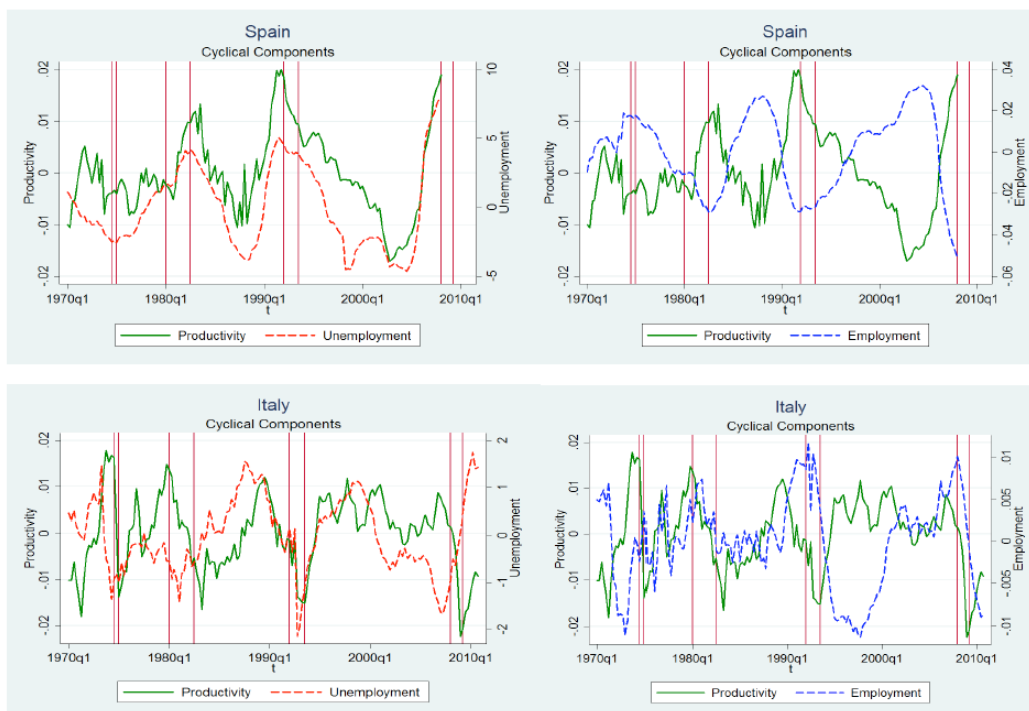 Spain
Cyclical Components
.02
.01
0
-.01
-.02
Productivity
10
5
0
-5
Unemployment
1970q1 1980q1 1990q1 2000q1 2010q1
t
Productivity Unemployment
Spain
Cyclical Components
.02
.01
0
-.01
-.02
Productivity
.04
.02
0
-.02
-.04
-.06
Employment
1970q1 1980q1 1990q1 2000q1 2010q1
t
Productivity Employment
Italy
Cyclical Components
.02
.01
0
-.01
-.02
Productivity
2
1
0
-1
-2
Unemployment
1970q1 1980q1 1990q1 2000q1 2010q1
t
Productivity Unemployment
Italy
Cyclical Components
.02
.01
0
-.01
-.02
Productivity
.01
.005
0
-.005
-.01
Employment
1970q1 1980q1 1990q1 2000q1 2010q1
t
Productivity Employment